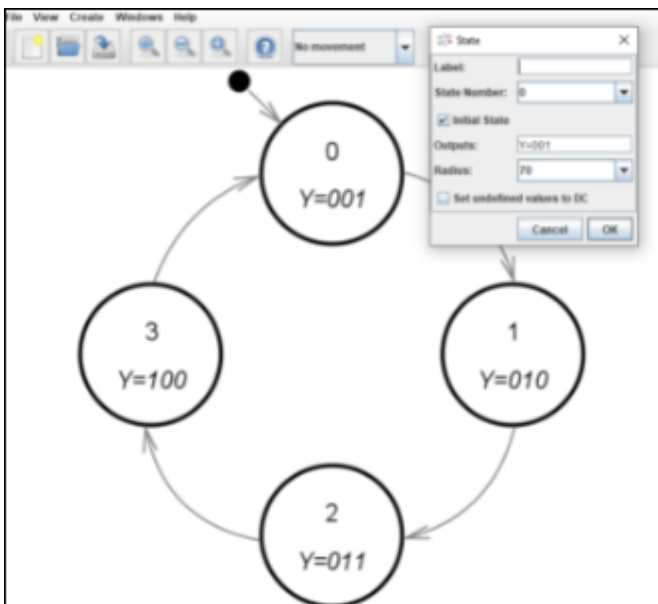 File View Create Windows Help
No movement
State
Label:
State Number: 0
Initial State
Outputs: Y=001
Radius: 70
Set undefined values to DC
Cancel OK
0
Y=001
3
Y=100
1
Y=010
2
Y=011